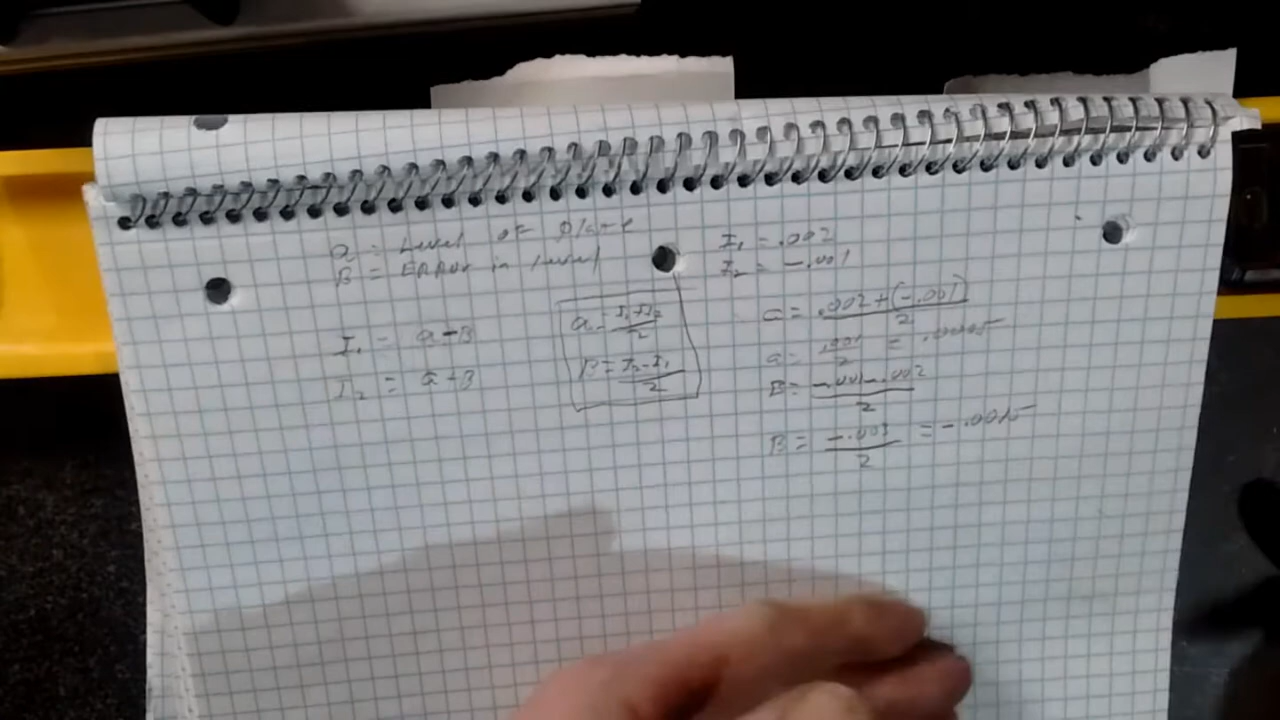 a = Level of Plate
B = ERROR in level
I₁ = a-B
I₂ = a+B
a = I₁+I₂/2
B = I₂-I₁/2
I₁ = .002
I₂ = -.001
a = .002+(-.001)/2
a = .001/2 = .0005
B = -.001-.002/2
B = -.003/2 = -.0015